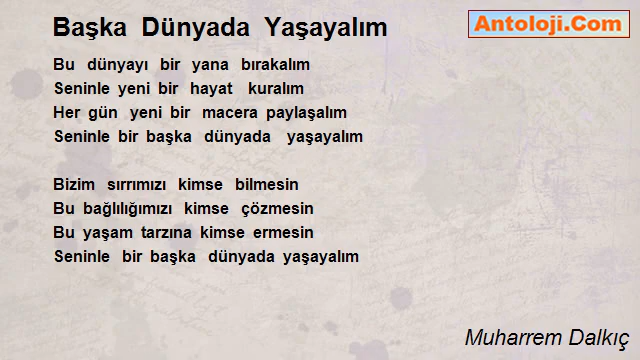 Antoloji.Com
Başka Dünyada Yaşayalım
Bu dünyayı bir yana bırakalım
Seninle yeni bir hayat kuralım
Her gün yeni bir macera paylaşalım
Seninle bir başka dünyada yaşayalım
Bizim sırrımızı kimse bilmesin
Bu bağlılığımızı kimse çözmesin
Bu yaşam tarzına kimse ermesin
Seninle bir başka dünyada yaşayalım
Muharrem Dalkıç